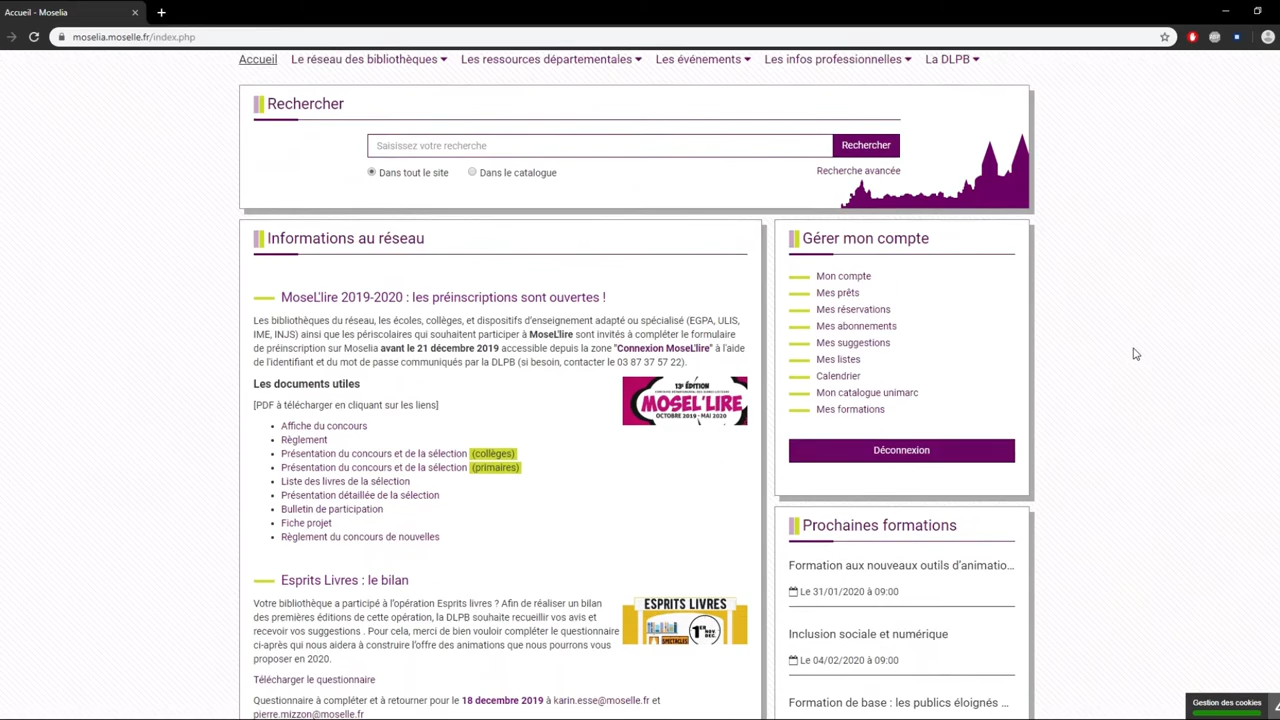 Accueil - Moselia
moselia.moselle.fr/index.php
Accueil
Le réseau des bibliothèques
Les ressources départementales
Les événements
Les infos professionnelles
La DLPB
Rechercher
Saisissez votre recherche
Rechercher
Dans tout le site
Dans le catalogue
Recherche avancée
Informations au réseau
MoseL'lire 2019-2020 : les préinscriptions sont ouvertes !
Les bibliothèques du réseau, les écoles, collèges, et dispositifs d'enseignement adapté ou spécialisé (EGPA, ULIS,
IME, INJS) ainsi que les périscolaires qui souhaitent participer à MoseL'lire sont invités à compléter le formulaire
de préinscription sur Moselia avant le 21 décembre 2019 accessible depuis la zone "Connexion MoseL'lire" à l'aide
de l'identifiant et du mot de passe communiqués par la DLPB (si besoin, contacter le 03 87 37 57 22).
Les documents utiles
[PDF à télécharger en cliquant sur les liens]
Affiche du concours
Règlement
Présentation du concours et de la sélection (collèges)
Présentation du concours et de la sélection (primaires)
Liste des livres de la sélection
Présentation détaillée de la sélection
Bulletin de participation
Fiche projet
Règlement du concours de nouvelles
13e ÉDITION
MOSEL'LIRE
OCTOBRE 2019 - MAI 2020
Esprits Livres : le bilan
Votre bibliothèque a participé à l'opération Esprits livres ? Afin de réaliser un bilan
des premières éditions de cette opération, la DLPB souhaite recueillir vos avis et
recevoir vos suggestions . Pour cela, merci de bien vouloir compléter le questionnaire
ci-après qui nous aidera à construire l'offre des animations que nous pourrons vous
proposer en 2020.
Télécharger le questionnaire
Questionnaire à compléter et à retourner pour le 18 decembre 2019 à karin.esse@moselle.fr et
pierre.mizzon@moselle.fr
ESPRITS LIVRES
SPECTACLES
Gérer mon compte
Mon compte
Mes prêts
Mes réservations
Mes abonnements
Mes suggestions
Mes listes
Calendrier
Mon catalogue unimarc
Mes formations
Déconnexion
Prochaines formations
Formation aux nouveaux outils d'animatio...
Le 31/01/2020 à 09:00
Inclusion sociale et numérique
Le 04/02/2020 à 09:00
Formation de base : les publics éloignés ...
Gestion des cookies